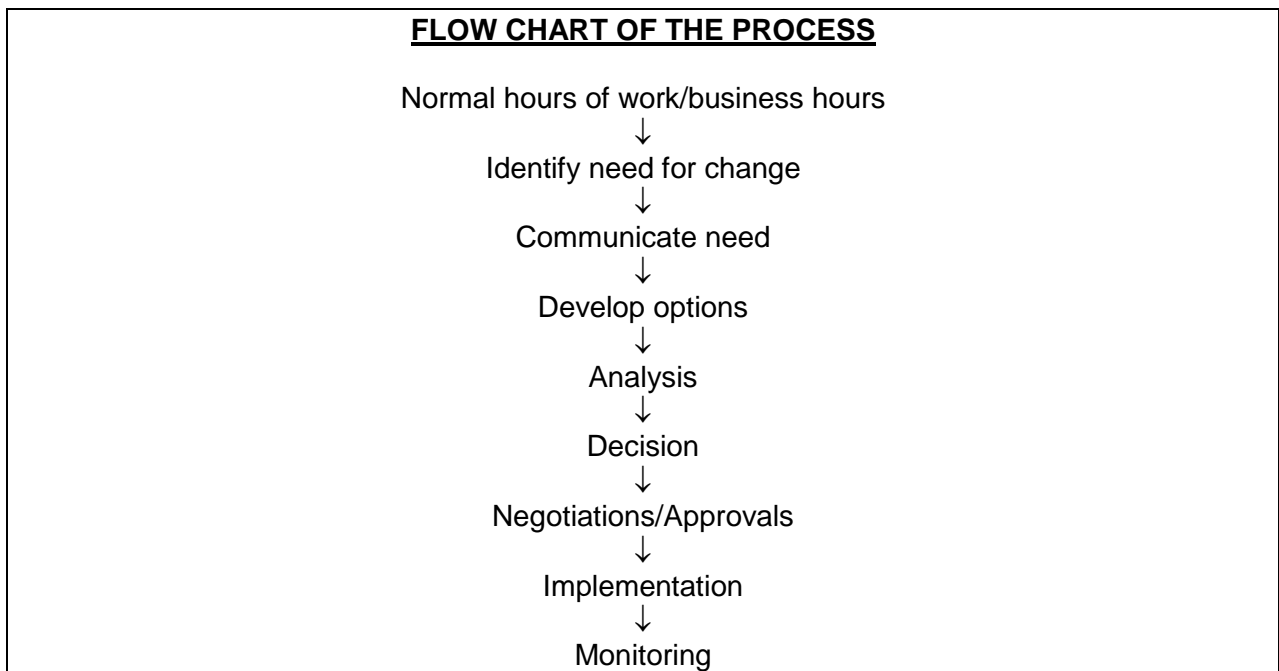 FLOW CHART OF THE PROCESS
Normal hours of work/business hours
↓
Identify need for change
↓
Communicate need
↓
Develop options
↓
Analysis
↓
Decision
↓
Negotiations/Approvals
↓
Implementation
↓
Monitoring